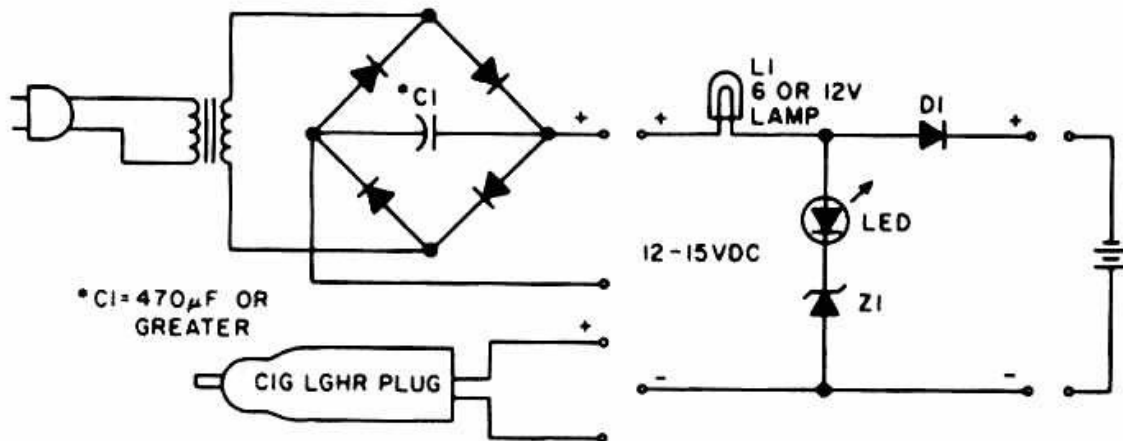 *C1
+
+
L1
6 OR 12V
LAMP
D1
+
LED
12-15VDC
Z1
*C1=470µF OR
GREATER
+
CIG LGHR PLUG
-
-